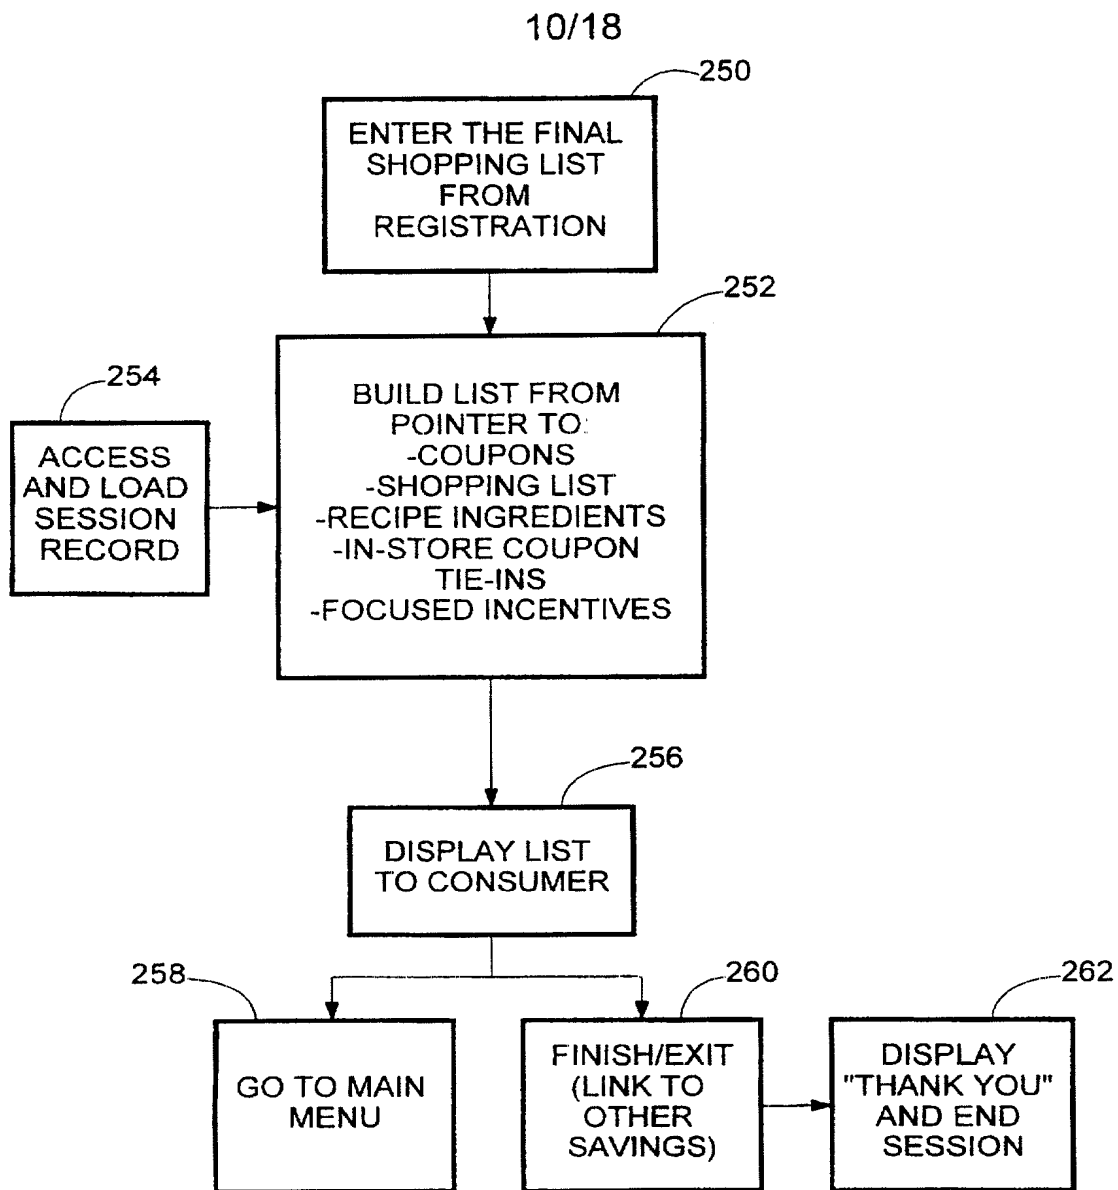 10/18
250
ENTER THE FINAL
SHOPPING LIST
FROM
REGISTRATION
252
BUILD LIST FROM
POINTER TO:
-COUPONS
-SHOPPING LIST
-RECIPE INGREDIENTS
-IN-STORE COUPON
TIE-INS
-FOCUSED INCENTIVES
254
ACCESS
AND LOAD
SESSION
RECORD
256
DISPLAY LIST
TO CONSUMER
258
GO TO MAIN
MENU
260
FINISH/EXIT
(LINK TO
OTHER
SAVINGS)
262
DISPLAY
"THANK YOU"
AND END
SESSION